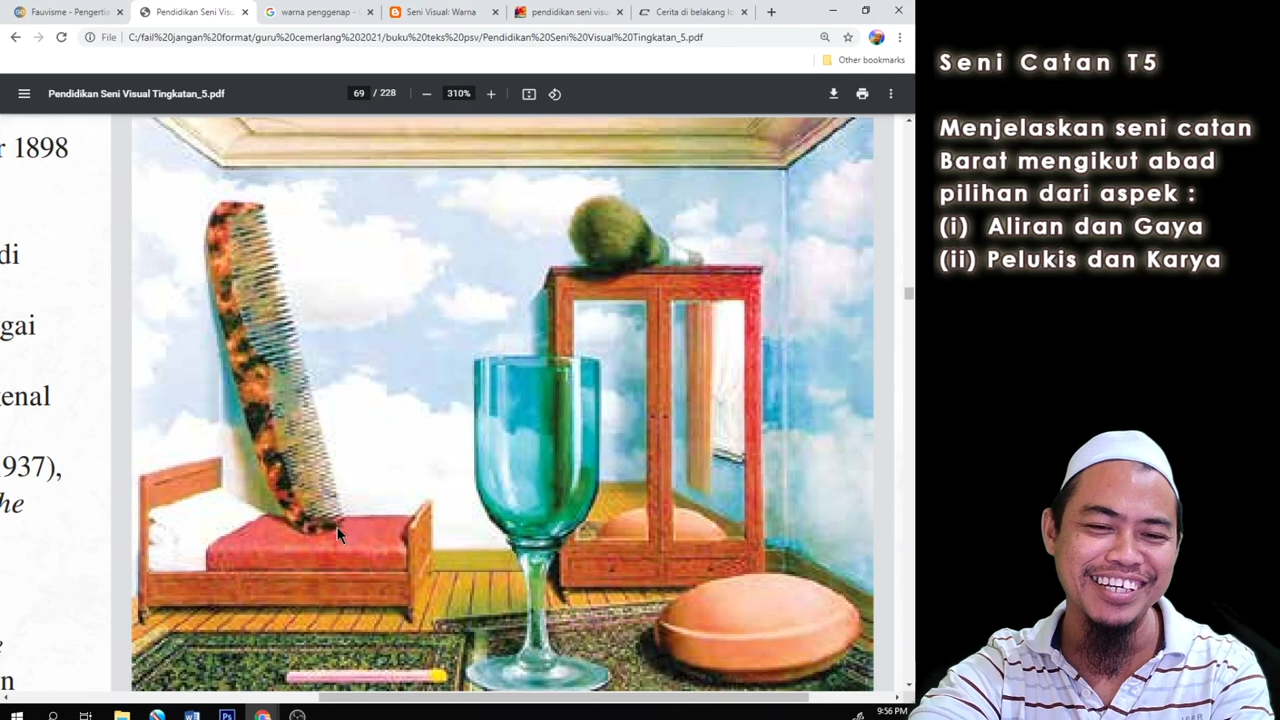 Fauvisme - Pengertia
Pendidikan Seni Visu
warna penggenap -
Seni Visual: Warna
pendidikan seni visu
Cerita di belakang lo
File
C:/fail%20jangan%20format/guru%20cemerlang%202021/buku%20teks%20psv/Pendidikan%20Seni%20Visual%20Tingkatan_5.pdf
Other bookmarks
Pendidikan Seni Visual Tingkatan_5.pdf
69 / 228
310%
r 1898
di
gai
enal
937),
he
n
Seni Catan T5
Menjelaskan seni catan
Barat mengikut abad
pilihan dari aspek :
(i) Aliran dan Gaya
(ii) Pelukis dan Karya
9:56 PM